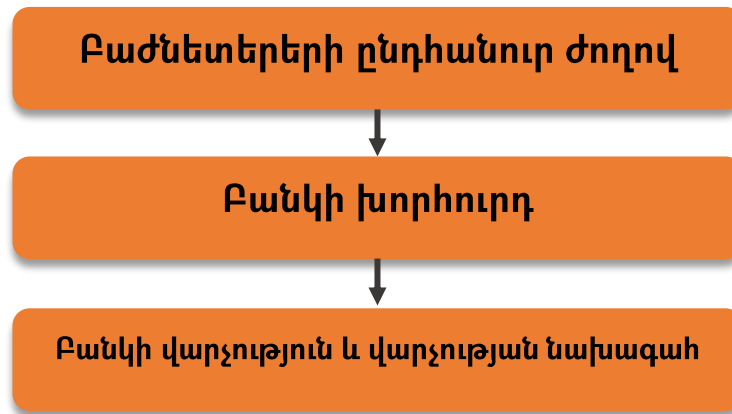 Բաժնետերերի ընդհանուր ժողով
Բանկի խորհուրդ
Բանկի վարչություն և վարչության նախագահ